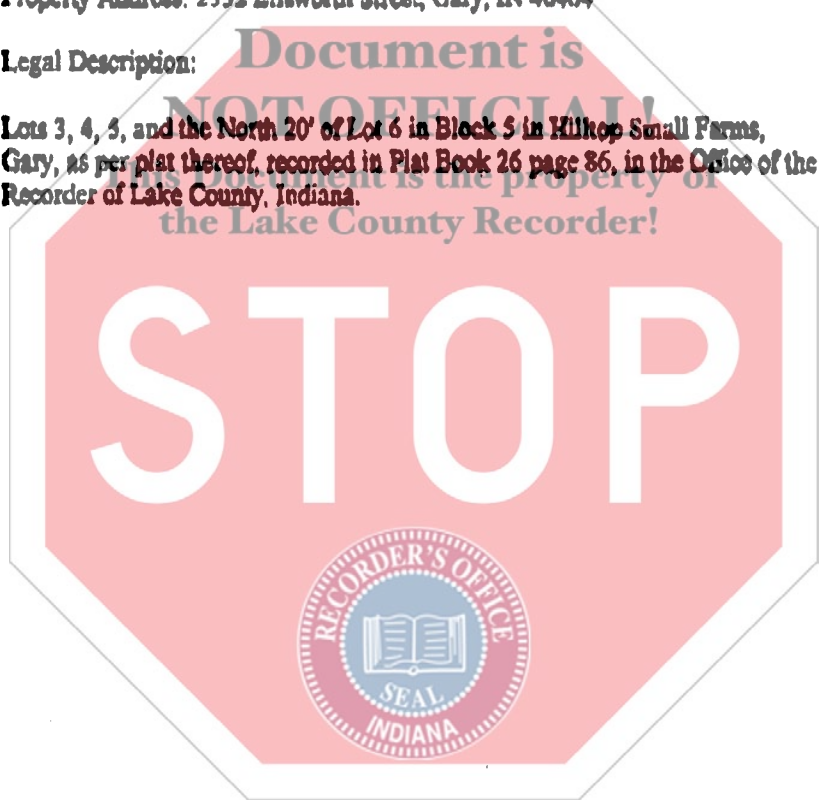 Legal Description:
Document is
NOT OFFICIAL!
Lots 3, 4, 5, and the North 20' of Lot 6 in Block 5 in Hilltop Small Farms,
Gary, as per plat thereof, recorded in Plat Book 26 page 86, in the Office of the
This Document is the property of
Recorder of Lake County, Indiana.
the Lake County Recorder!
STOP
RECORDER'S OFFICE
SEAL
INDIANA